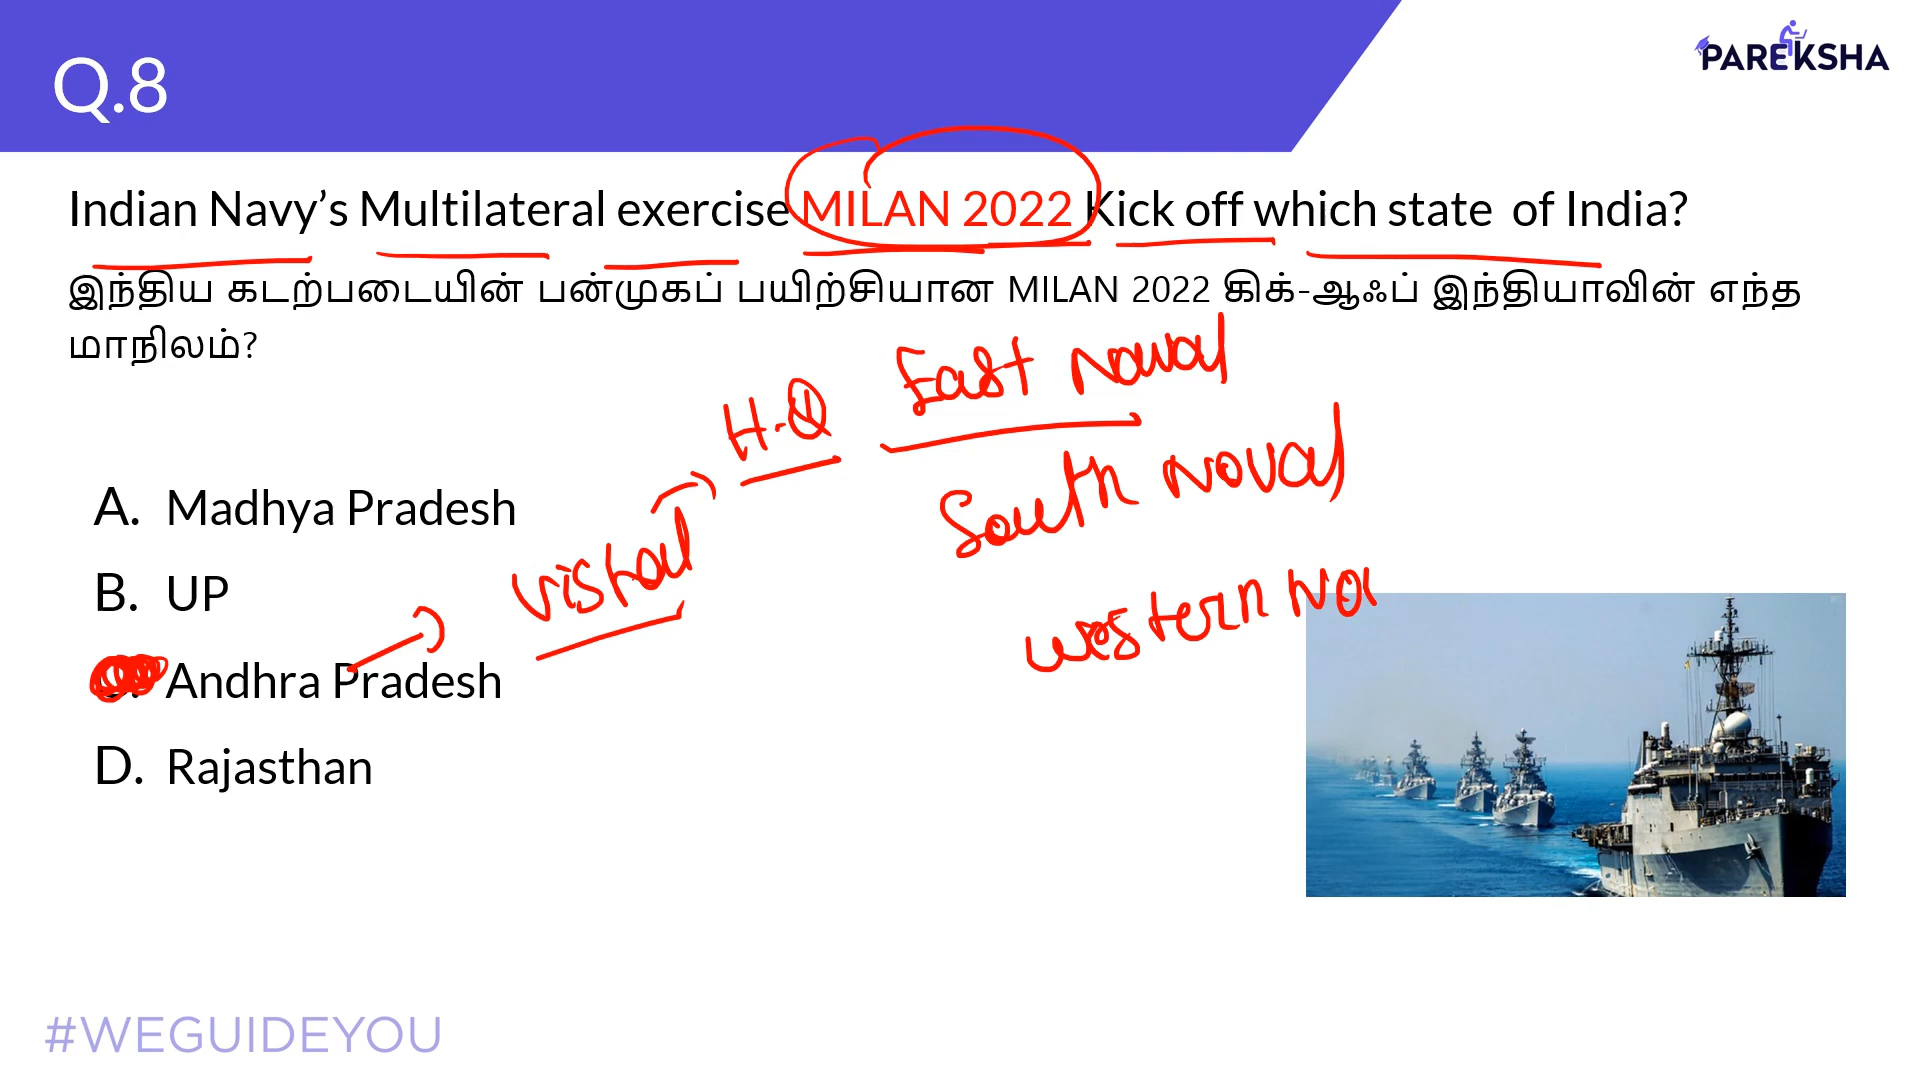 Q.8
PAREKSHA
Indian Navy’s Multilateral exercise MILAN 2022 Kick off which state of India?
இந்திய கடற்படையின் பன்முகப் பயிற்சியான MILAN 2022 கிக்-ஆஃப் இந்தியாவின் எந்த
மாநிலம்?
East Naval
H.Q
South Naval
Western Na
A. Madhya Pradesh
B. UP
Andhra Pradesh
D. Rajasthan
#WEGUIDEYOU